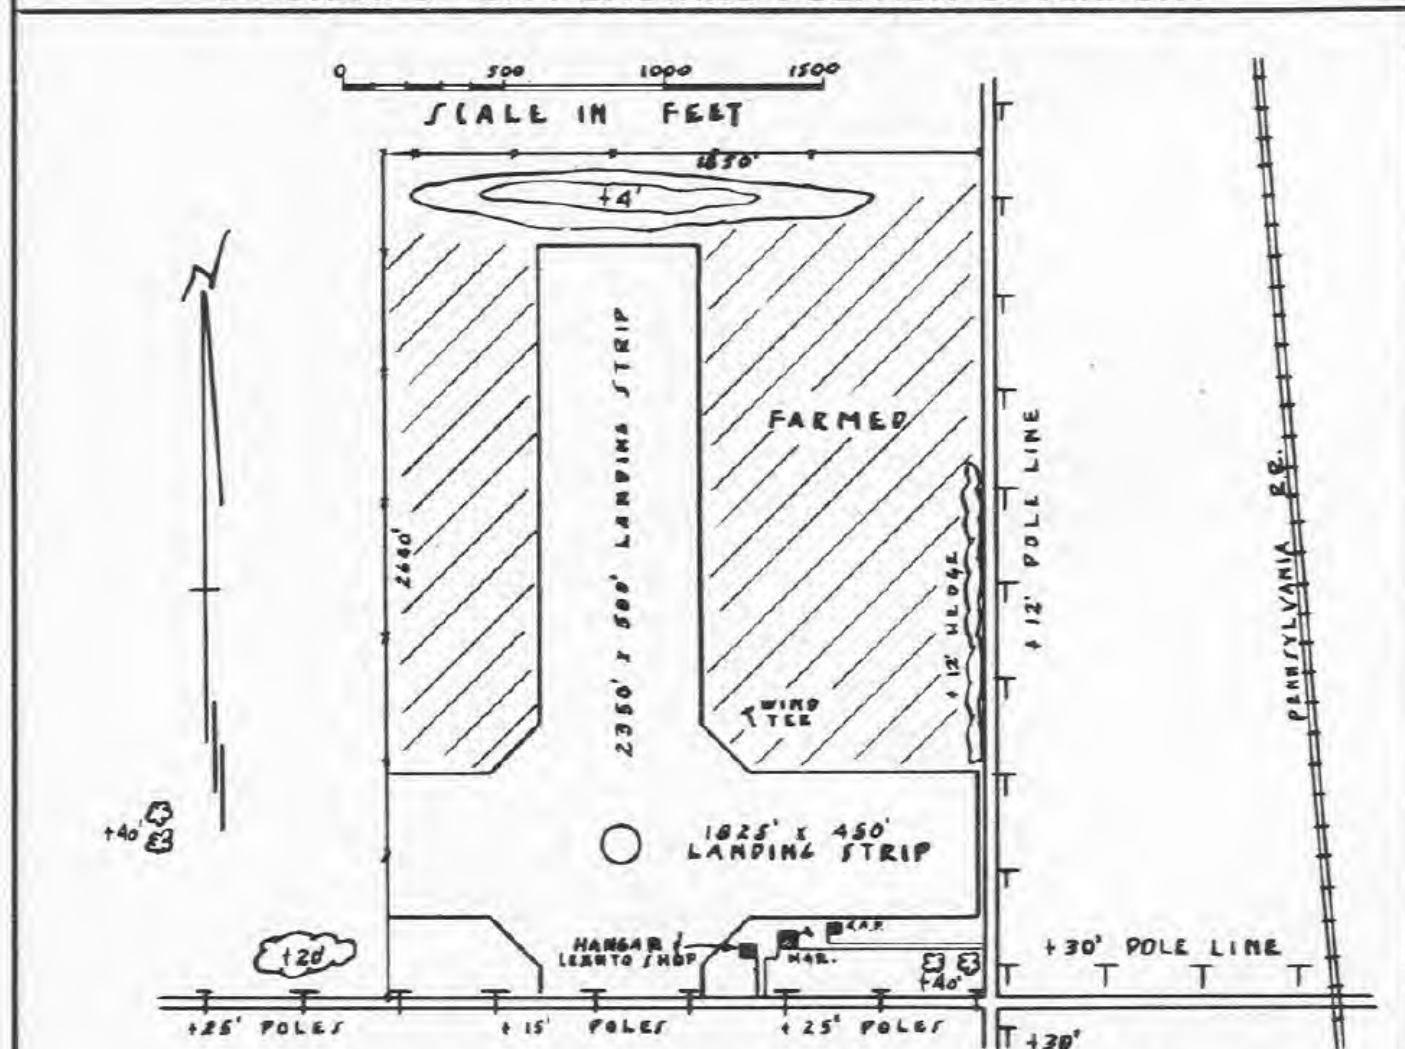 0 500 1000 1500
SCALE IN FEET
1850'
+4'
N
2350' x 500' LANDING STRIP
FARMED
2640'
+ 12' HEDGE
+ 12' POLE LINE
PENNSYLVANIA R.R.
WIND
TEE
+40'
1825' x 450'
LANDING STRIP
+20'
HANGAR &
SHOP
HAR.
C.A.P.
+40'
+30' POLE LINE
+25' POLES
+15' POLES
+25' POLES
+30'